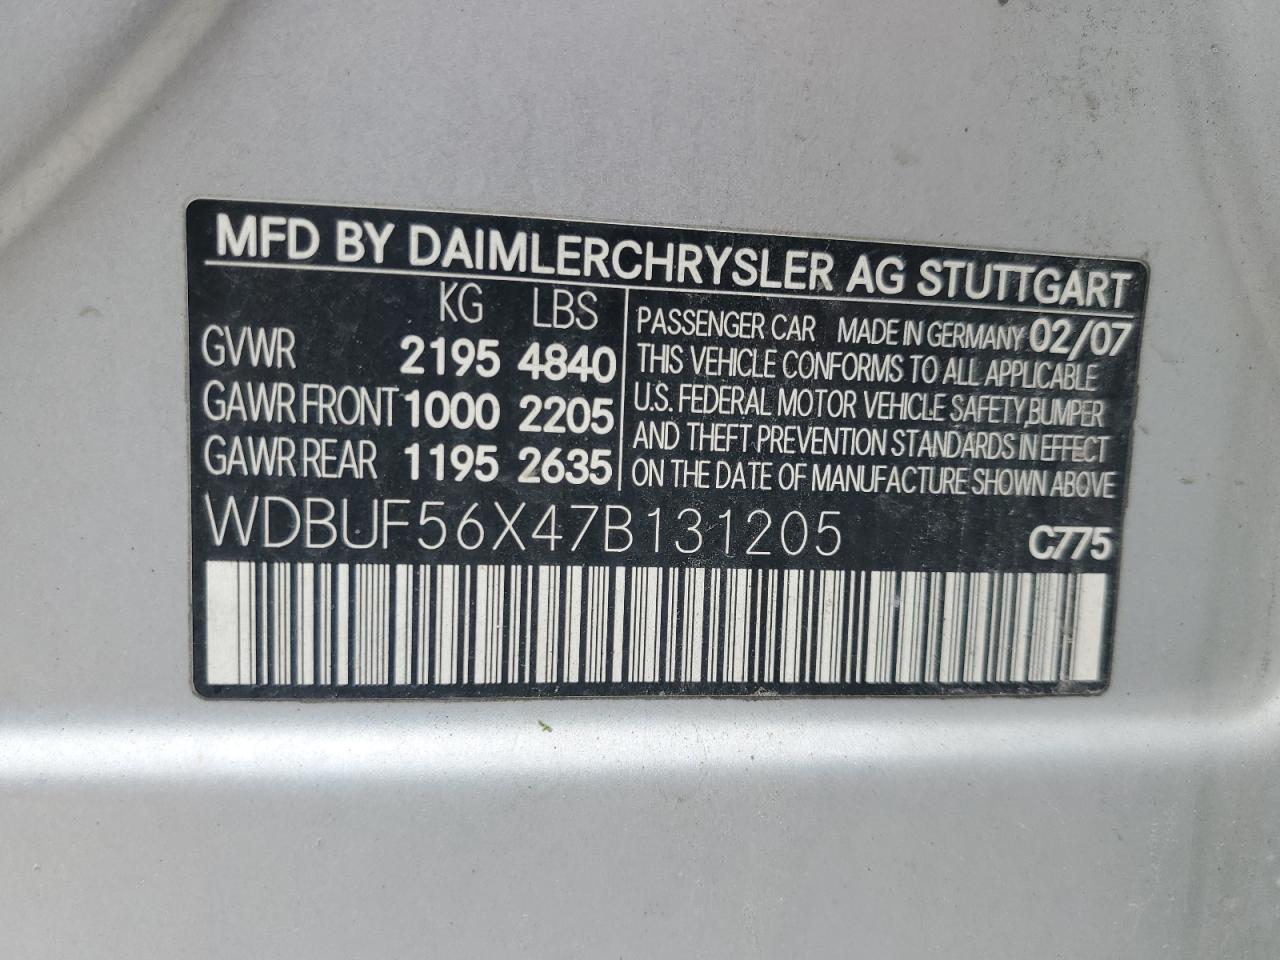 MFD BY DAIMLERCHRYSLER AG STUTTGART
KG LBS
GVWR 2195 4840
GAWR FRONT 1000 2205
GAWR REAR 1195 2635
PASSENGER CAR MADE IN GERMANY 02/07
THIS VEHICLE CONFORMS TO ALL APPLICABLE
U.S. FEDERAL MOTOR VEHICLE SAFETY,BUMPER
AND THEFT PREVENTION STANDARDS IN EFFECT
ON THE DATE OF MANUFACTURE SHOWN ABOVE
WDBUF56X47B131205 C775